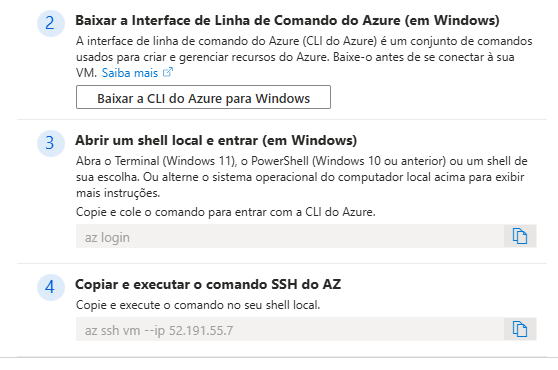 2 Baixar a Interface de Linha de Comando do Azure (em Windows)
A interface de linha de comando do Azure (CLI do Azure) é um conjunto de comandos
usados para criar e gerenciar recursos do Azure. Baixe-o antes de se conectar à sua
VM. Saiba mais
Baixar a CLI do Azure para Windows
3 Abrir um shell local e entrar (em Windows)
Abra o Terminal (Windows 11), o PowerShell (Windows 10 ou anterior) ou um shell de
sua escolha. Ou alterne o sistema operacional do computador local acima para exibir
mais instruções.
Copie e cole o comando para entrar com a CLI do Azure.
az login
4 Copiar e executar o comando SSH do AZ
Copie e execute o comando no seu shell local.
az ssh vm --ip 52.191.55.7